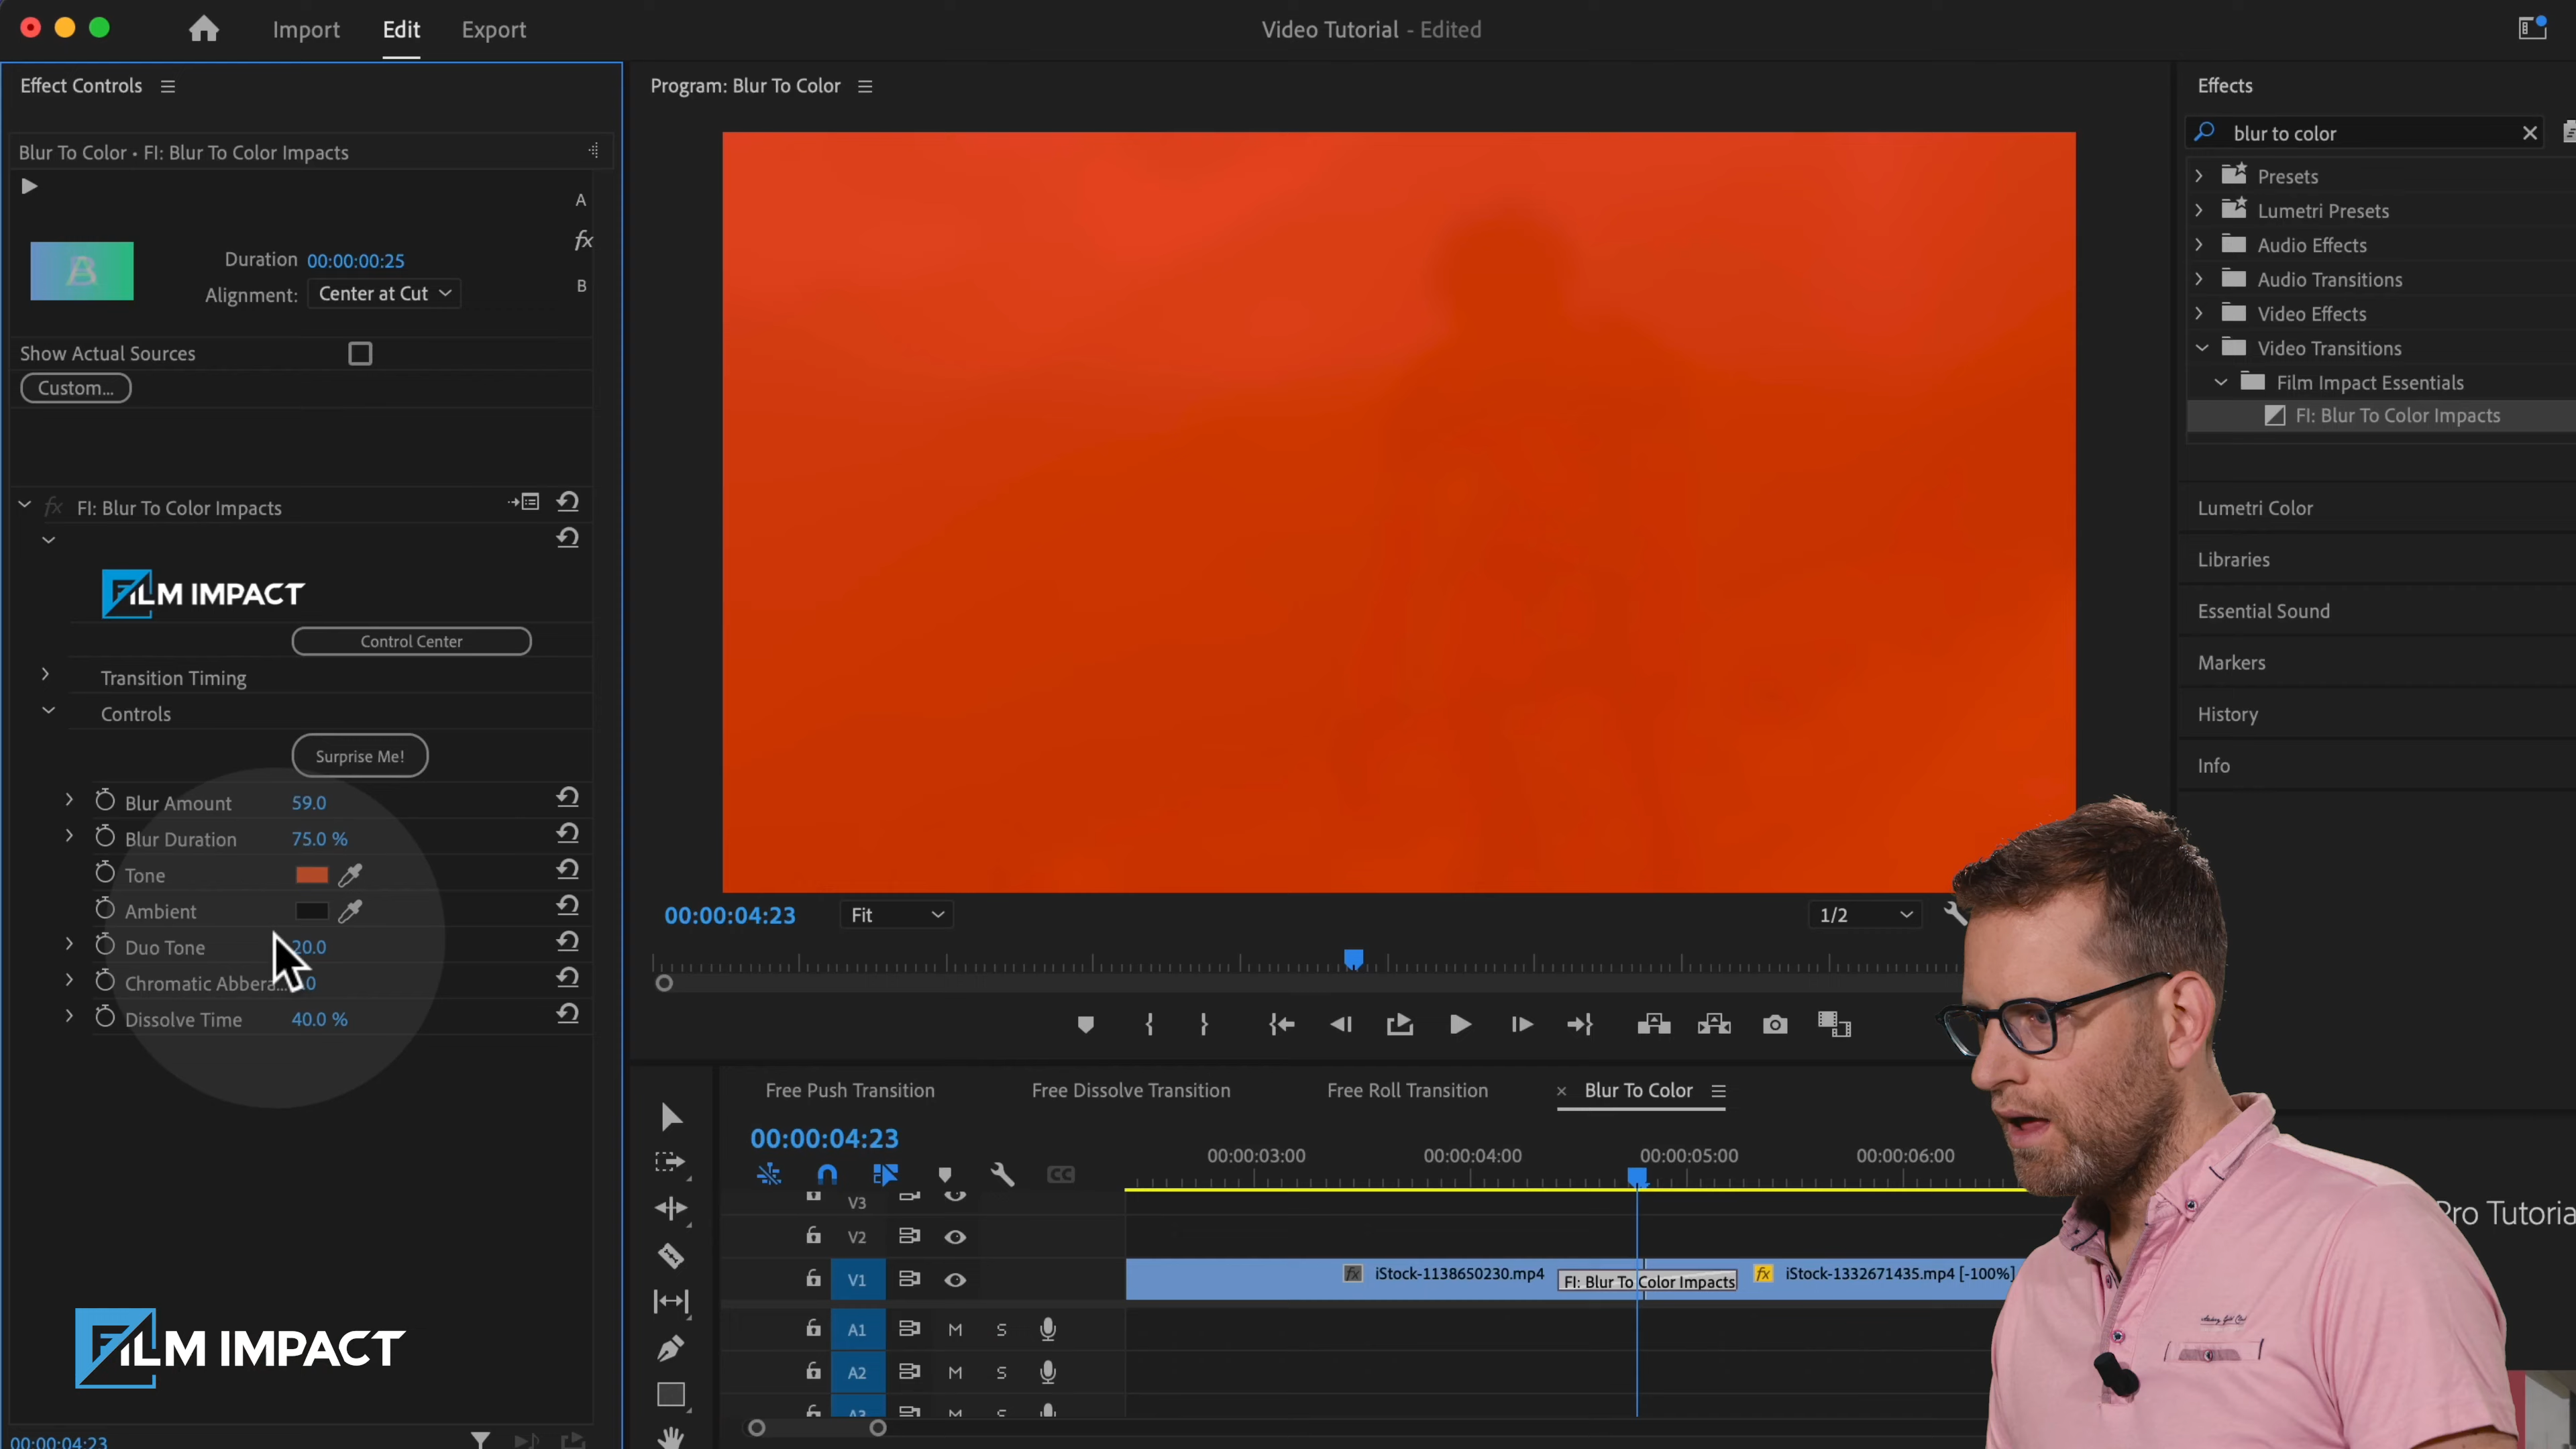 Import Edit Export
Video Tutorial - Edited
Effect Controls
Blur To Color • FI: Blur To Color Impacts
A
B
Duration 00:00:00:25
fx
Alignment: Center at Cut
B
Show Actual Sources
Custom...
fx FI: Blur To Color Impacts
FILM IMPACT
Control Center
Transition Timing
Controls
Surprise Me!
Blur Amount 59.0
Blur Duration 75.0 %
Tone
Ambient
Duo Tone 20.0
Chromatic Abbera...
Dissolve Time 40.0 %
FILM IMPACT
00:00:04:23
Program: Blur To Color
00:00:04:23 Fit 1/2
Free Push Transition Free Dissolve Transition Free Roll Transition × Blur To Color
00:00:04:23
00:00:03:00 00:00:04:00 00:00:05:00 00:00:06:00
CC
V3
V2
V1 fx iStock-1138650230.mp4 FI: Blur To Color Impacts fx iStock-1332671435.mp4 [-100%]
A1 M S
A2 M S
A3
Effects
blur to color
Presets
Lumetri Presets
Audio Effects
Audio Transitions
Video Effects
Video Transitions
Film Impact Essentials
FI: Blur To Color Impacts
Lumetri Color
Libraries
Essential Sound
Markers
History
Info
Pro Tutoria